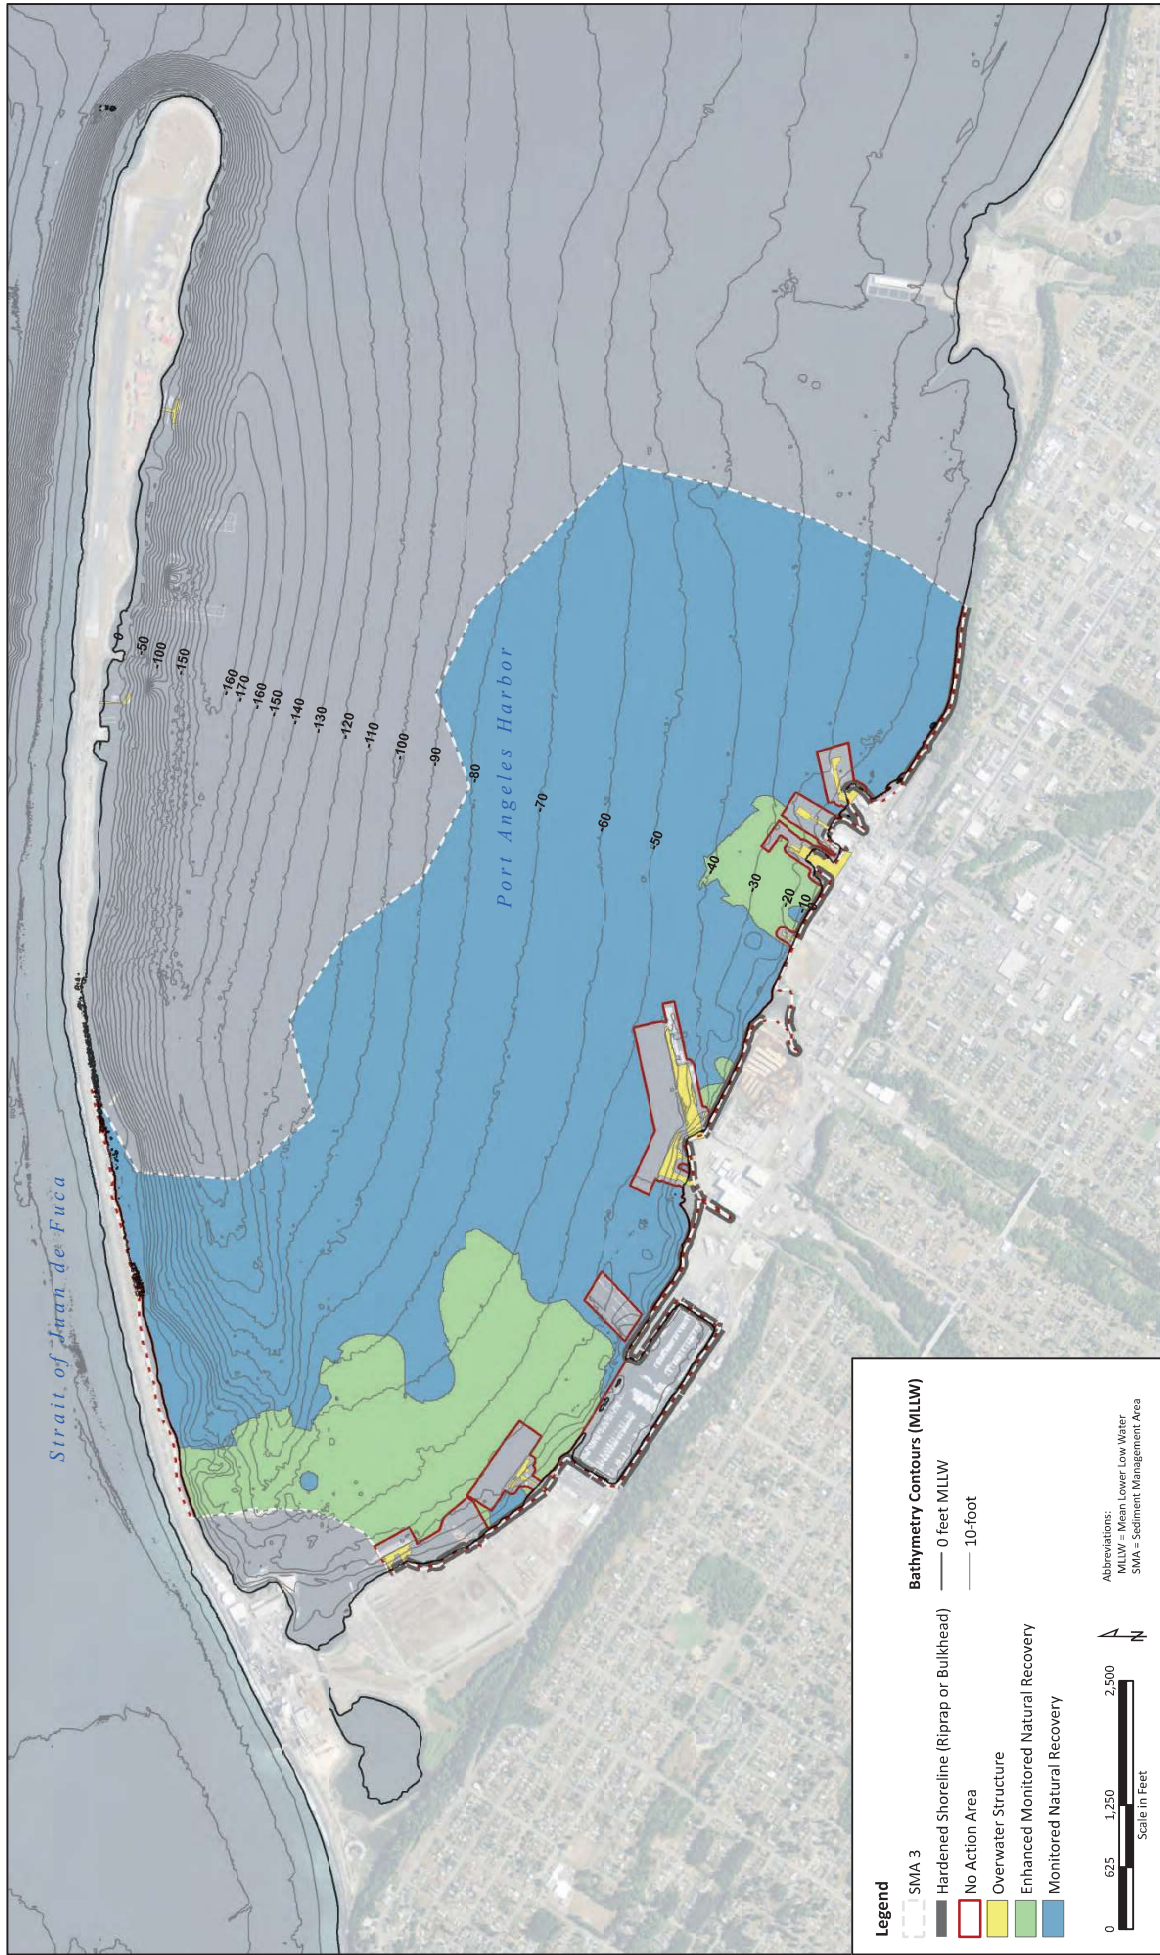 Strait of Juan de Fuca
Port Angeles Harbor
0
-50
-100
-150
-160
-170
-160
-150
-140
-130
-120
-110
-100
-90
-80
-70
-60
-50
-40
-30
-20
-10
0
Legend
SMA 3
Hardened Shoreline (Riprap or Bulkhead)
No Action Area
Overwater Structure
Enhanced Monitored Natural Recovery
Monitored Natural Recovery
Bathymetry Contours (MLLW)
0 feet MLLW
10-foot
0 625 1,250 2,500
Scale in Feet
N
Abbreviations:
MLLW = Mean Lower Low Water
SMA = Sediment Management Area